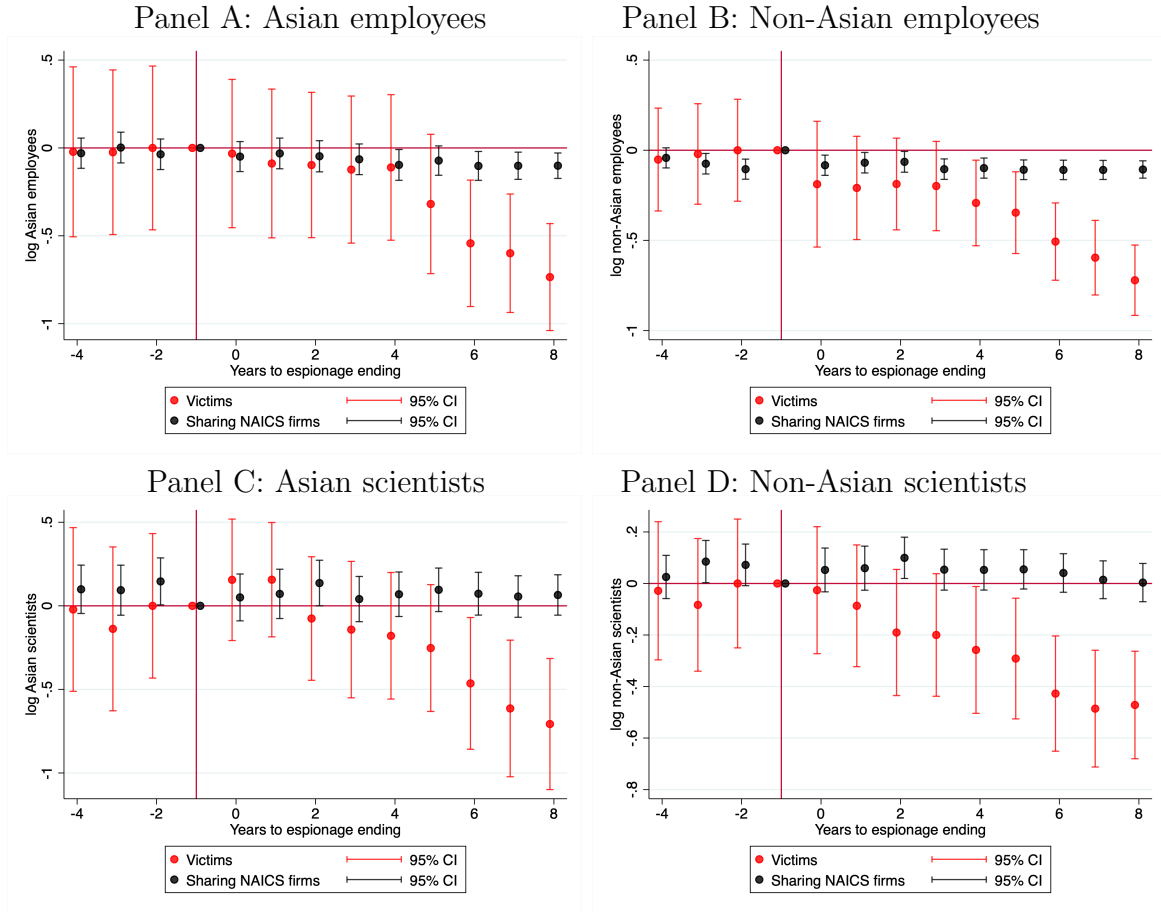 Panel A: Asian employees
log Asian employees
.5
0
-.5
-1
-4 -2 0 2 4 6 8
Years to espionage ending
Victims 95% CI
Sharing NAICS firms 95% CI
Panel B: Non-Asian employees
log non-Asian employees
.5
0
-.5
-1
-4 -2 0 2 4 6 8
Years to espionage ending
Victims 95% CI
Sharing NAICS firms 95% CI
Panel C: Asian scientists
log Asian scientists
.5
0
-.5
-1
-4 -2 0 2 4 6 8
Years to espionage ending
Victims 95% CI
Sharing NAICS firms 95% CI
Panel D: Non-Asian scientists
log non-Asian scientists
.2
0
-.2
-.4
-.6
-.8
-4 -2 0 2 4 6 8
Years to espionage ending
Victims 95% CI
Sharing NAICS firms 95% CI